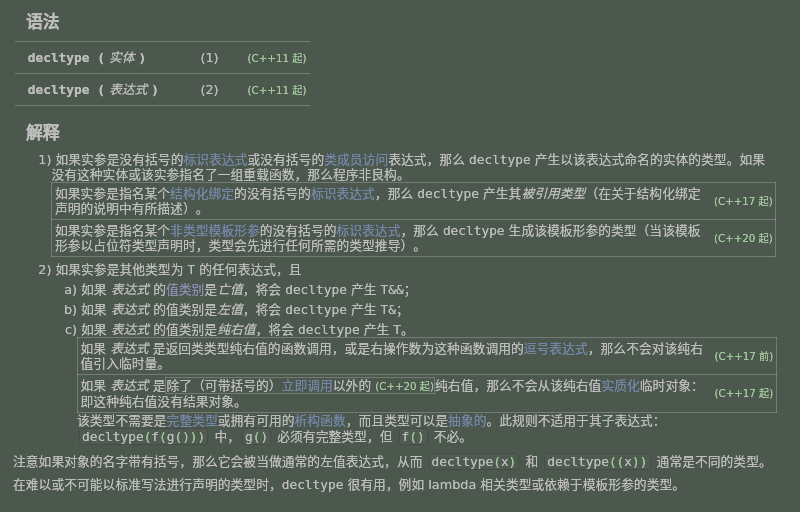 语法
decltype ( 实体 ) (1) (C++11 起)
decltype ( 表达式 ) (2) (C++11 起)
解释
1) 如果实参是没有括号的标识表达式或没有括号的类成员访问表达式，那么 decltype 产生以该表达式命名的实体的类型。如果
没有这种实体或该实参指名了一组重载函数，那么程序非良构。
如果实参是指名某个结构化绑定的没有括号的标识表达式，那么 decltype 产生其被引用类型（在关于结构化绑定
声明的说明中有所描述）。 (C++17 起)
如果实参是指名某个非类型模板形参的没有括号的标识表达式，那么 decltype 生成该模板形参的类型（当该模板
形参以占位符类型声明时，类型会先进行任何所需的类型推导）。 (C++20 起)
2) 如果实参是其他类型为 T 的任何表达式，且
a) 如果 表达式 的值类别是亡值，将会 decltype 产生 T&&；
b) 如果 表达式 的值类别是左值，将会 decltype 产生 T&；
c) 如果 表达式 的值类别是纯右值，将会 decltype 产生 T。
如果 表达式 是返回类类型纯右值的函数调用，或是右操作数为这种函数调用的逗号表达式，那么不会对该纯右
值引入临时量。 (C++17 前)
如果 表达式 是除了（可带括号的）立即调用以外的 (C++20 起)纯右值，那么不会从该纯右值实质化临时对象：
即这种纯右值没有结果对象。 (C++17 起)
该类型不需要是完整类型或拥有可用的析构函数，而且类型可以是抽象的。此规则不适用于其子表达式：
decltype(f(g())) 中， g() 必须有完整类型，但 f() 不必。
注意如果对象的名字带有括号，那么它会被当做通常的左值表达式，从而 decltype(x) 和 decltype((x)) 通常是不同的类型。
在难以或不可能以标准写法进行声明的类型时，decltype 很有用，例如 lambda 相关类型或依赖于模板形参的类型。